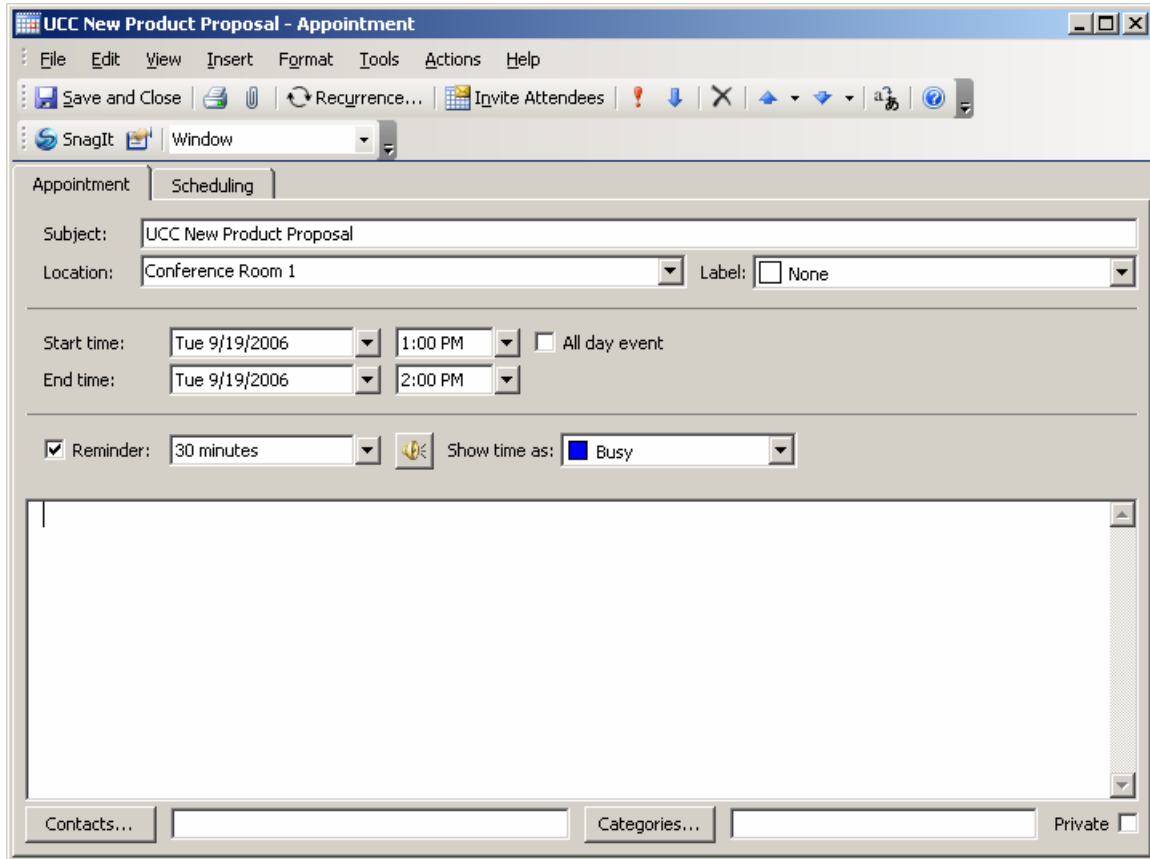 UCC New Product Proposal - Appointment
File Edit View Insert Format Tools Actions Help
Save and Close Recurrence... Invite Attendees
SnagIt Window
Appointment Scheduling
Subject: UCC New Product Proposal
Location: Conference Room 1 Label: None
Start time: Tue 9/19/2006 1:00 PM All day event
End time: Tue 9/19/2006 2:00 PM
Reminder: 30 minutes Show time as: Busy
Contacts... Categories... Private